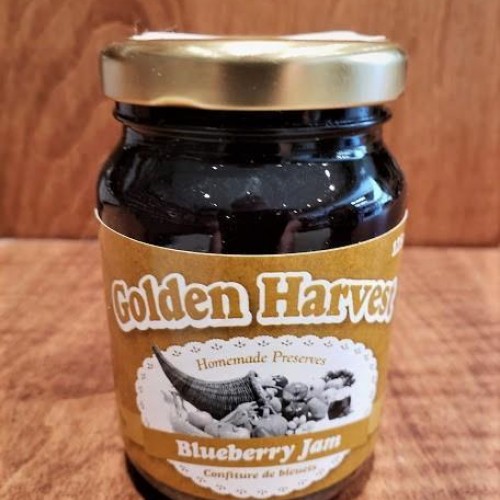 Golden Harvest
Homemade Preserves
Blueberry Jam
Confiture de bleuets